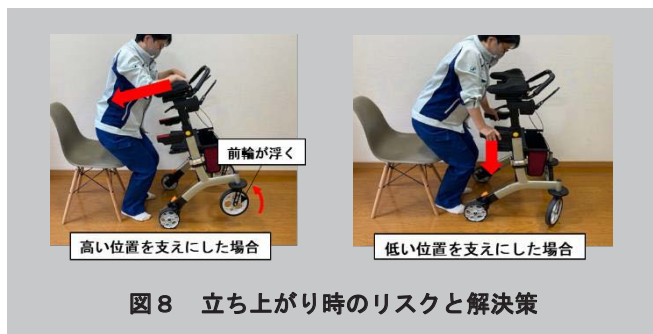 前輪が浮く
高い位置を支えにした場合
低い位置を支えにした場合
図8 立ち上がり時のリスクと解決策